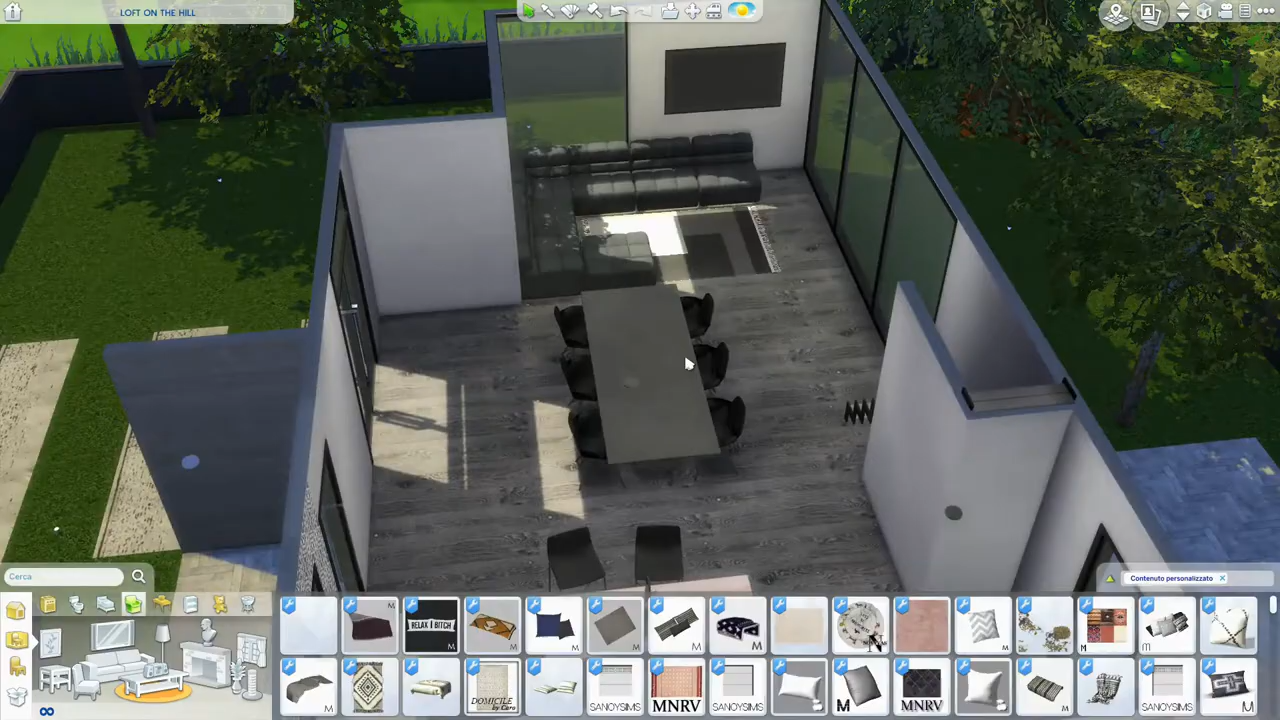 LOFT ON THE HILL
Cerca
Contenuto personalizzato
M
RELAX BITCH
M
M
M
M
M
M
M
M
M
DOMICILE
by Caro
SANOYSIMS
MNRV
SANOYSIMS
M
MNRV
M
SANOYSIMS
M